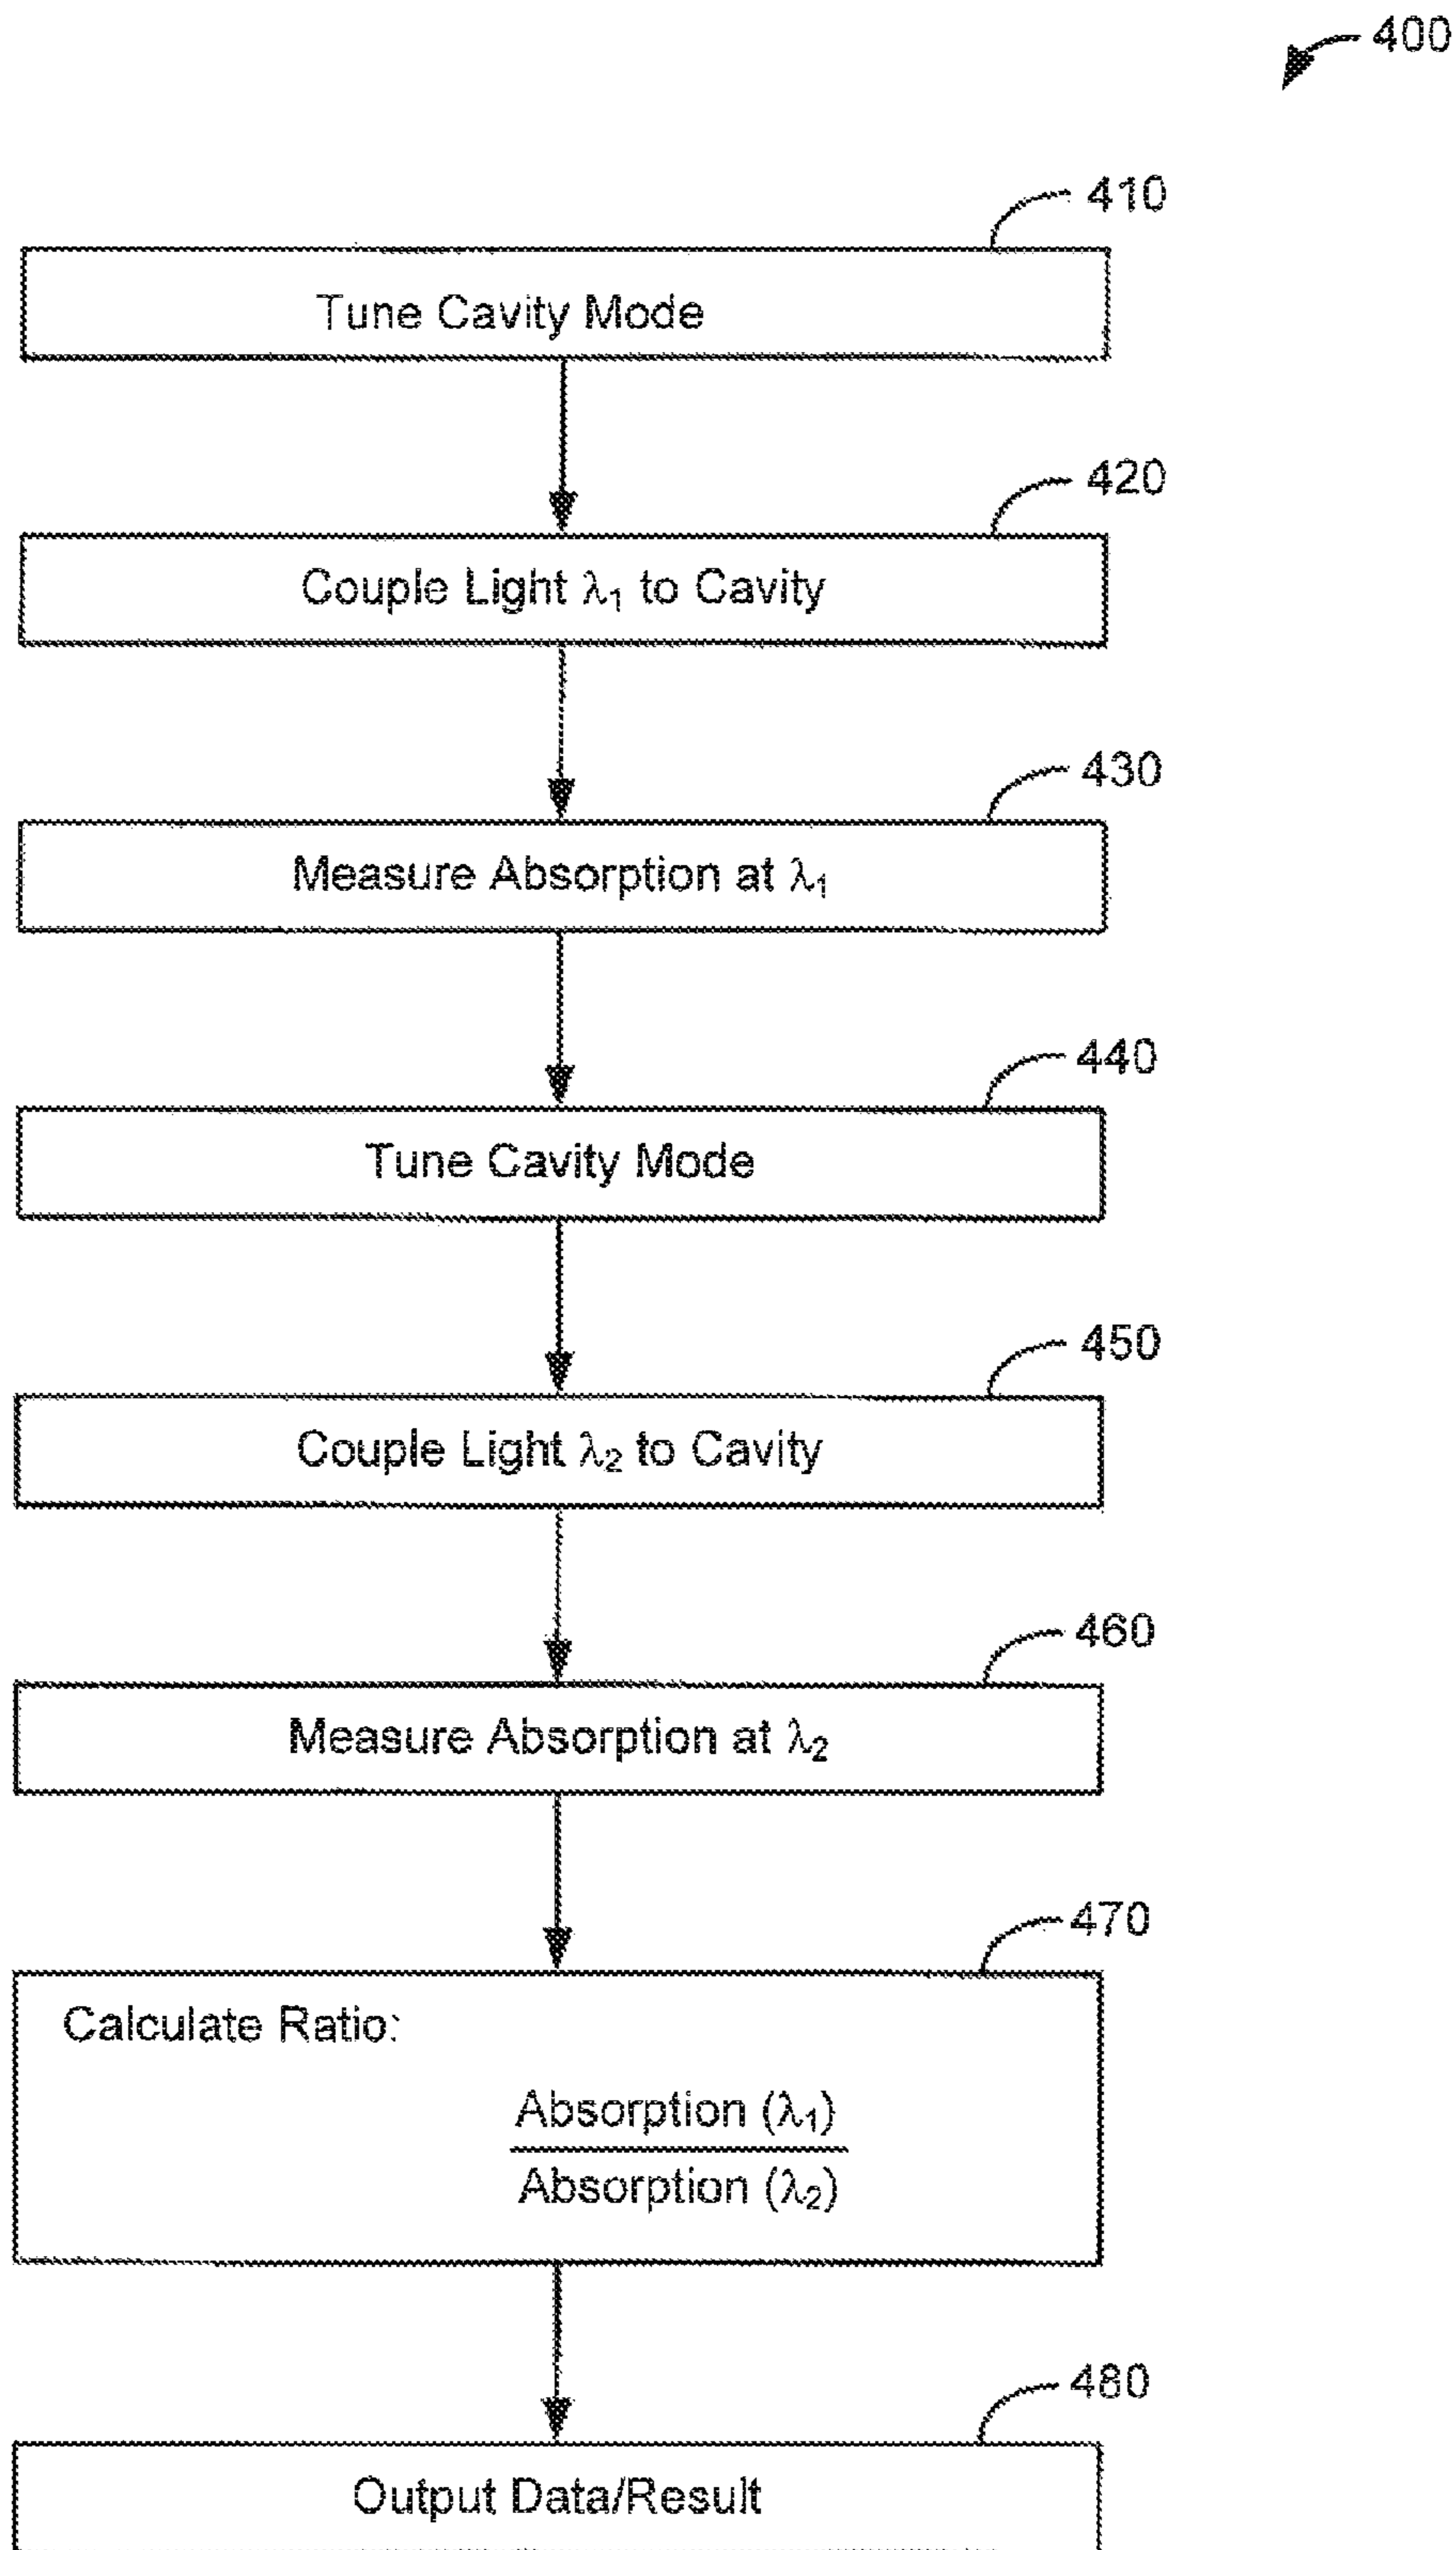 400
410
Tune Cavity Mode
420
Couple Light λ₁ to Cavity
430
Measure Absorption at λ₁
440
Tune Cavity Mode
450
Couple Light λ₂ to Cavity
460
Measure Absorption at λ₂
470
Calculate Ratio:
Absorption (λ₁)
Absorption (λ₂)
480
Output Data/Result